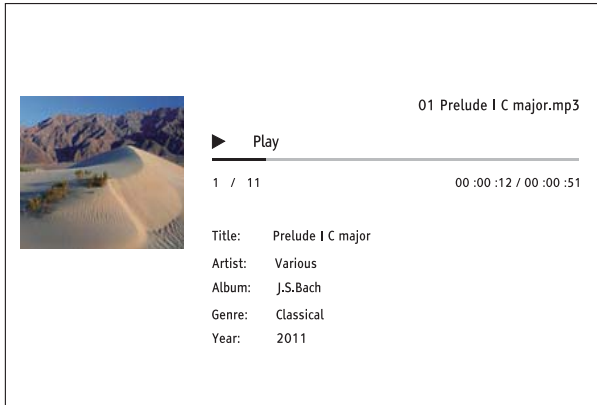 01 Prelude I C major.mp3
Play
1 / 11 00 :00 :12 / 00 :00 :51
Title: Prelude I C major
Artist: Various
Album: J.S.Bach
Genre: Classical
Year: 2011